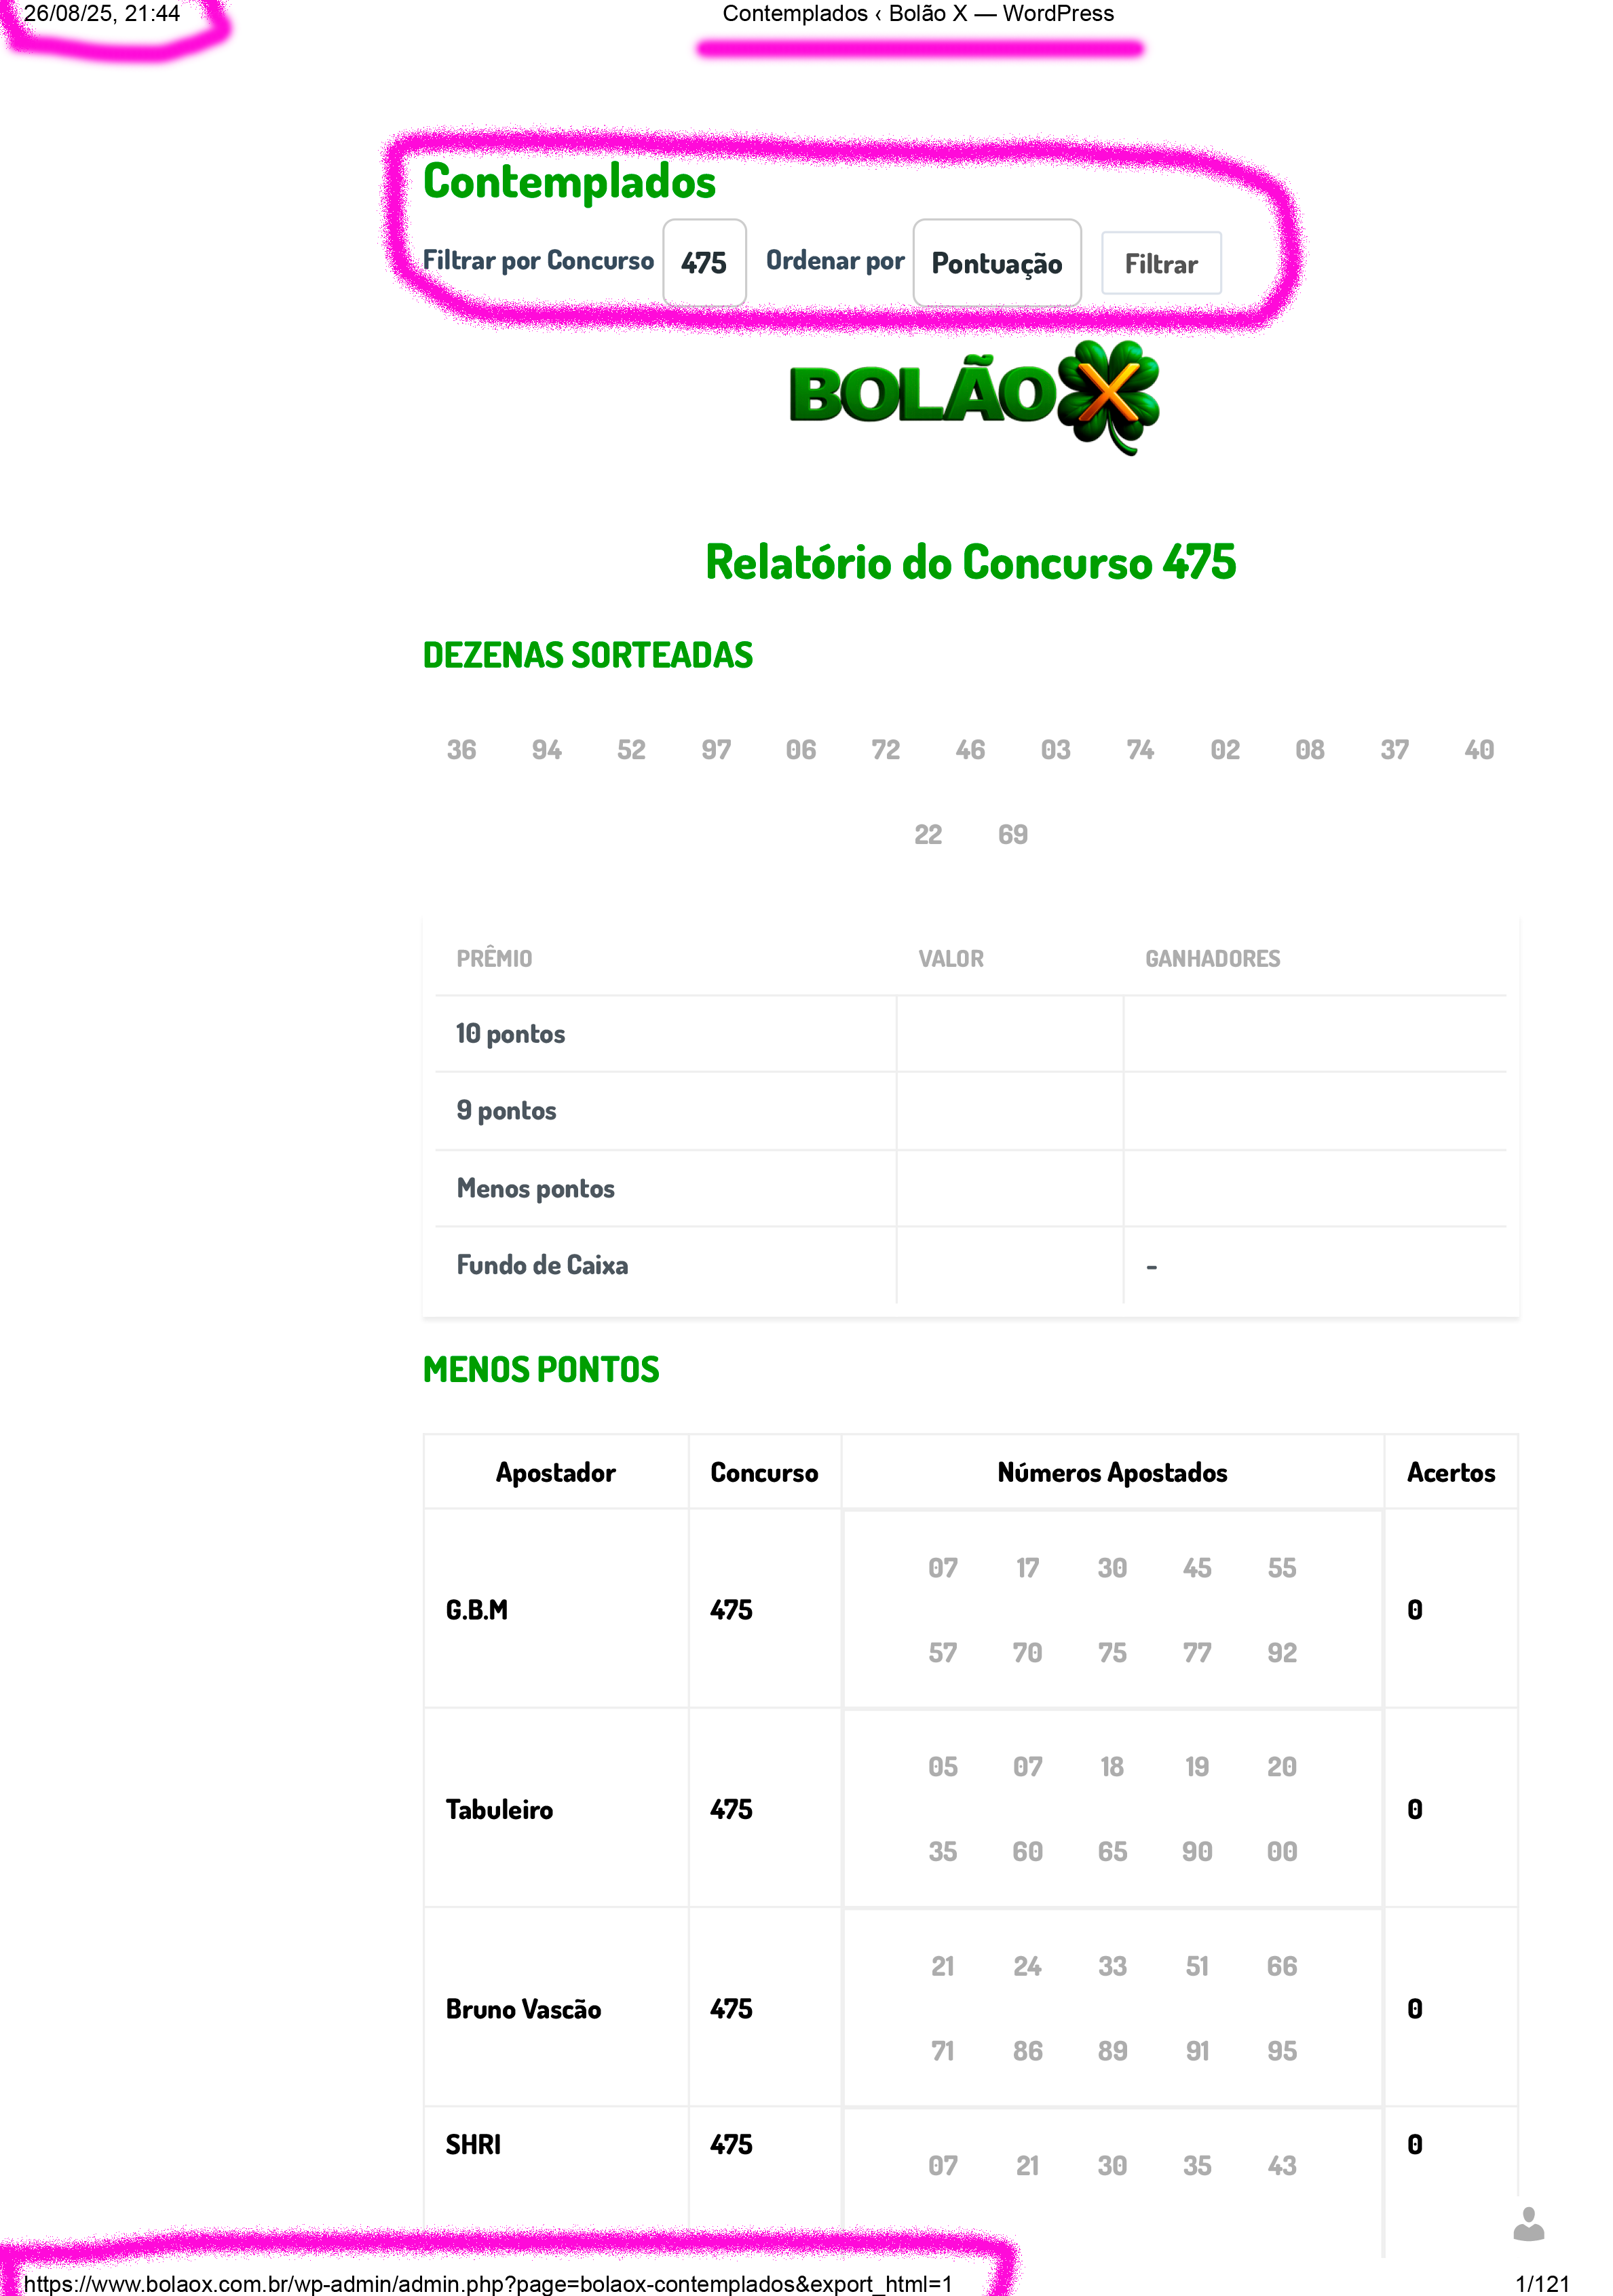 26/08/25, 21:44
Contemplados ‹ Bolão X — WordPress
Contemplados
Filtrar por Concurso 475 Ordenar por Pontuação Filtrar
BOLÃO X
Relatório do Concurso 475
DEZENAS SORTEADAS
36 94 52 97 06 72 46 03 74 02 08 37 40
22 69
PRÊMIO VALOR GANHADORES
10 pontos
9 pontos
Menos pontos
Fundo de Caixa -
MENOS PONTOS
Apostador Concurso Números Apostados Acertos
07 17 30 45 55
G.B.M 475 0
57 70 75 77 92
05 07 18 19 20
Tabuleiro 475 0
35 60 65 90 00
21 24 33 51 66
Bruno Vascão 475 0
71 86 89 91 95
SHRI 475 0
07 21 30 35 43
https://www.bolaox.com.br/wp-admin/admin.php?page=bolaox-contemplados&export_html=1
1/121